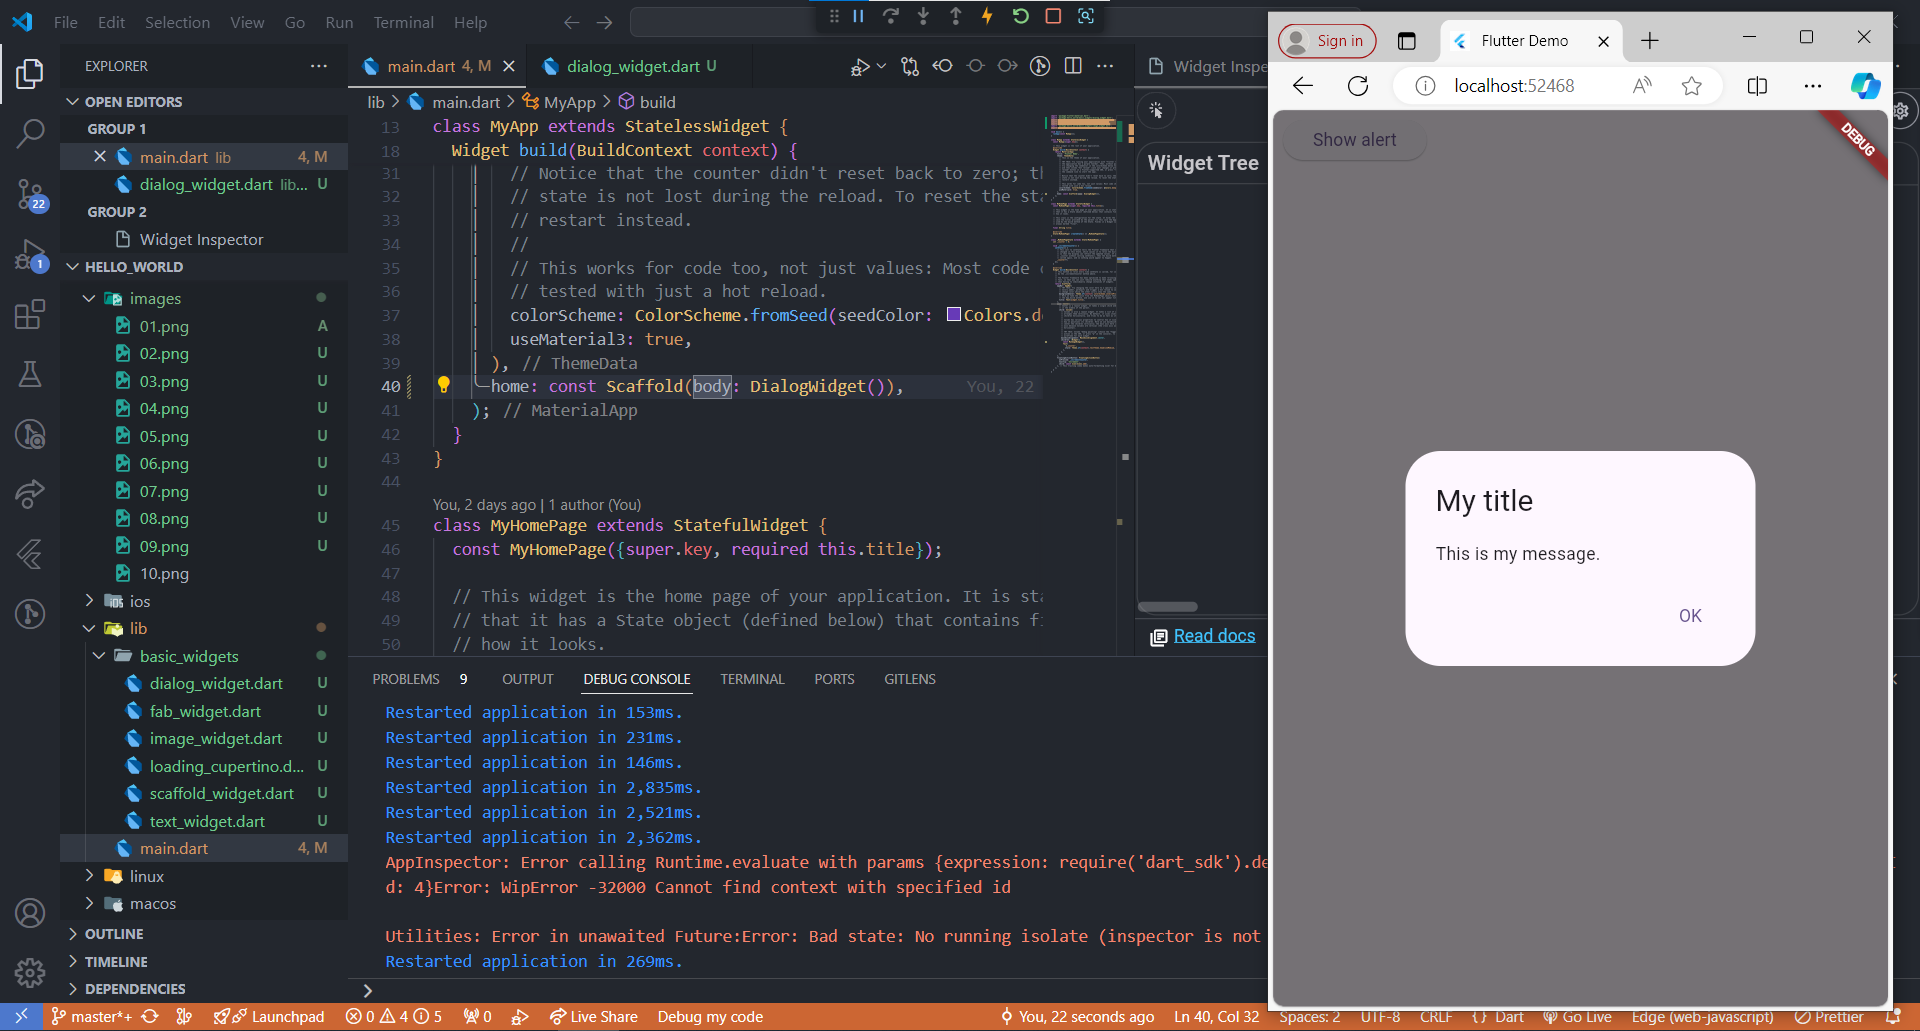 File Edit Selection View Go Run Terminal Help
EXPLORER
OPEN EDITORS
GROUP 1
main.dart lib 4, M
dialog_widget.dart lib... U
GROUP 2
Widget Inspector
HELLO_WORLD
images
01.png A
02.png U
03.png U
04.png U
05.png U
06.png U
07.png U
08.png U
09.png U
10.png
ios
lib
basic_widgets
dialog_widget.dart U
fab_widget.dart U
image_widget.dart U
loading_cupertino.d... U
scaffold_widget.dart U
text_widget.dart U
main.dart 4, M
linux
macos
OUTLINE
TIMELINE
DEPENDENCIES
22
1
main.dart 4, M
dialog_widget.dart U
lib > main.dart > MyApp > build
13 class MyApp extends StatelessWidget {
18 Widget build(BuildContext context) {
31 // Notice that the counter didn't reset back to zero; th
32 // state is not lost during the reload. To reset the sta
33 // restart instead.
34 //
35 // This works for code too, not just values: Most code
36 // tested with just a hot reload.
37 colorScheme: ColorScheme.fromSeed(seedColor: Colors.de
38 useMaterial3: true,
39 ), // ThemeData
40 home: const Scaffold(body: DialogWidget()), You, 22
41 ); // MaterialApp
42 }
43 }
44
You, 2 days ago | 1 author (You)
45 class MyHomePage extends StatefulWidget {
46 const MyHomePage({super.key, required this.title});
47
48 // This widget is the home page of your application. It is sta
49 // that it has a State object (defined below) that contains fi
50 // how it looks.
Widget Inspe
Widget Tree
Read docs
PROBLEMS 9 OUTPUT DEBUG CONSOLE TERMINAL PORTS GITLENS
Restarted application in 153ms.
Restarted application in 231ms.
Restarted application in 146ms.
Restarted application in 2,835ms.
Restarted application in 2,521ms.
Restarted application in 2,362ms.
AppInspector: Error calling Runtime.evaluate with params {expression: require('dart_sdk').de
d: 4}Error: WipError -32000 Cannot find context with specified id
Utilities: Error in unawaited Future:Error: Bad state: No running isolate (inspector is not
Restarted application in 269ms.
>
Sign in
Flutter Demo
localhost:52468
Show alert
DEBUG
My title
This is my message.
OK
master*+ Launchpad 0 4 5 0 Live Share Debug my code You, 22 seconds ago Ln 40, Col 32 Spaces: 2 UTF-8 CRLF {} Dart Go Live Edge (web-javascript) Prettier